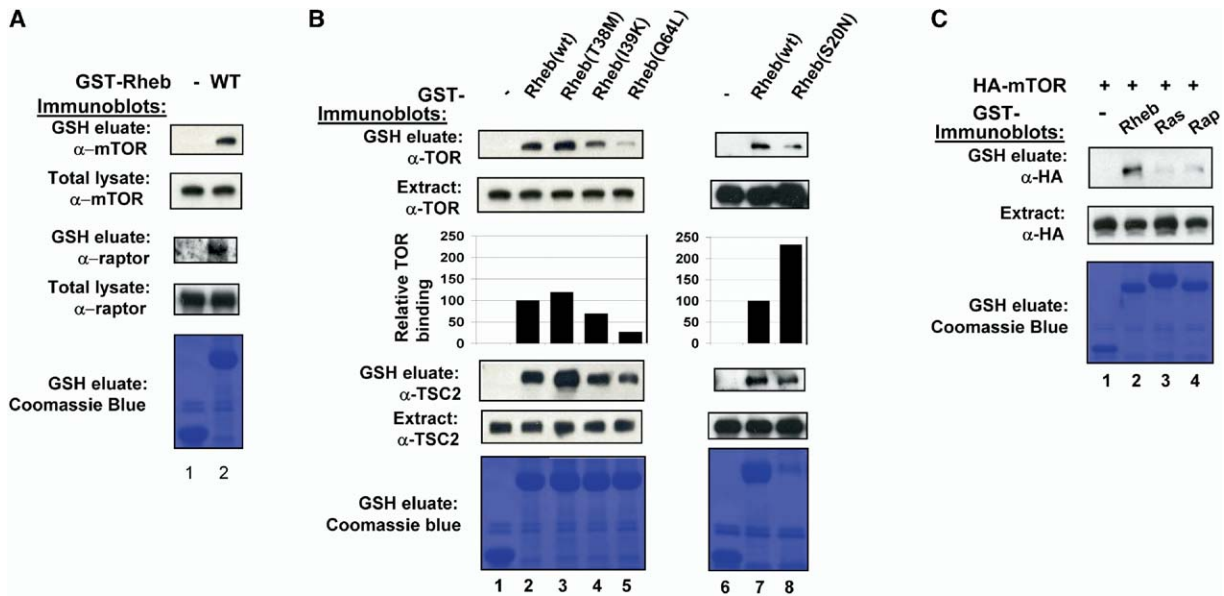 A
GST-Rheb - WT
Immunoblots:
GSH eluate:
α–mTOR
Total lysate:
α–mTOR
GSH eluate:
α–raptor
Total lysate:
α–raptor
GSH eluate:
Coomassie Blue
1 2
B
GST-
- Rheb(wt) Rheb(T38M) Rheb(I39K) Rheb(Q64L)
- Rheb(wt) Rheb(S20N)
Immunoblots:
GSH eluate:
α-TOR
Extract:
α-TOR
Relative TOR
binding
250
200
150
100
50
0
250
200
150
100
50
0
GSH eluate:
α-TSC2
Extract:
α-TSC2
GSH eluate:
Coomassie blue
1 2 3 4 5 6 7 8
C
HA-mTOR + + + +
GST- - Rheb Ras Rap
Immunoblots:
GSH eluate:
α-HA
Extract:
α-HA
GSH eluate:
Coomassie Blue
1 2 3 4